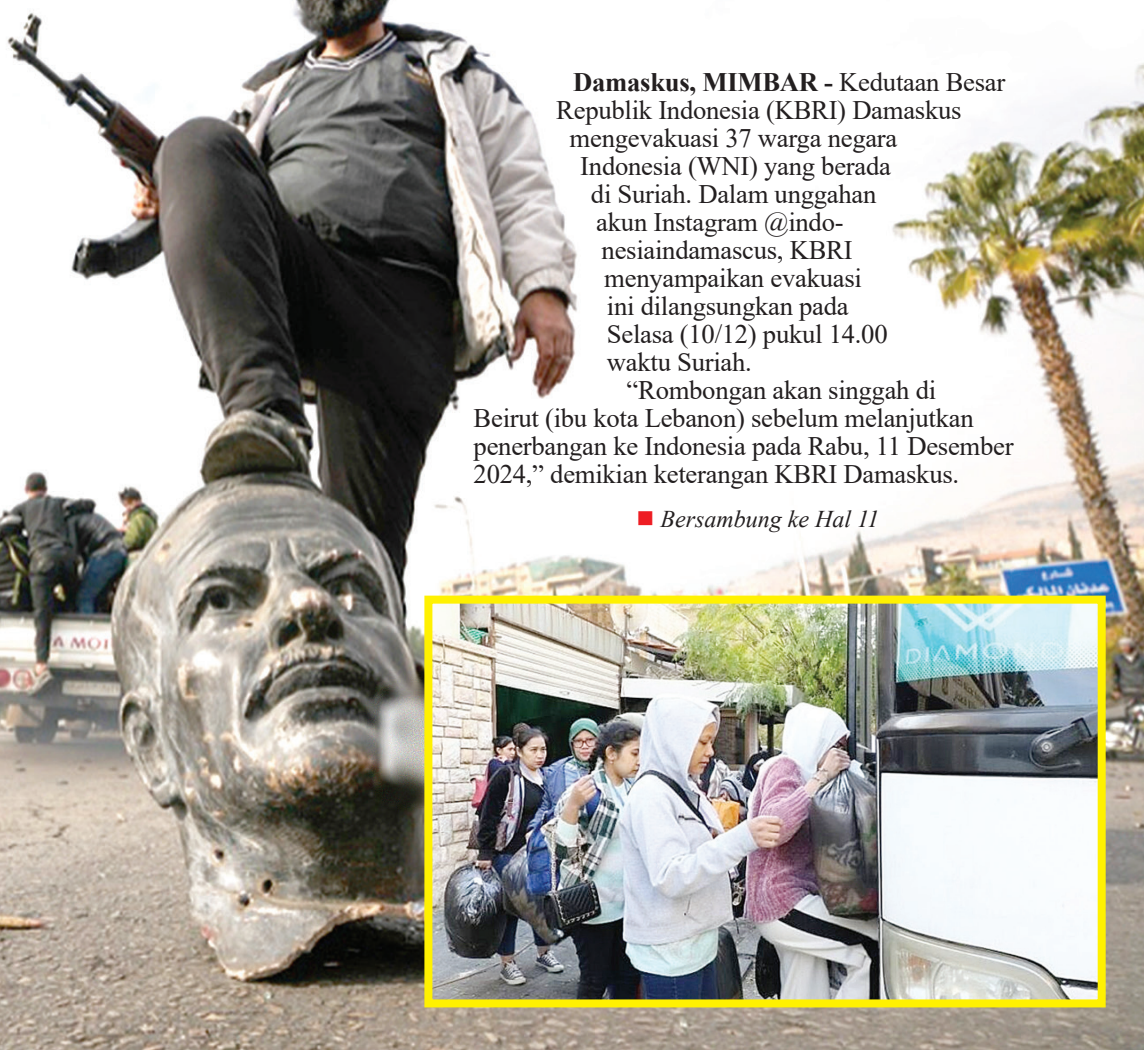 Damaskus, MIMBAR - Kedutaan Besar
Republik Indonesia (KBRI) Damaskus
mengevakuasi 37 warga negara
Indonesia (WNI) yang berada
di Suriah. Dalam unggahan
akun Instagram @indo-
nesiaindamascus, KBRI
menyampaikan evakuasi
ini dilangsungkan pada
Selasa (10/12) pukul 14.00
waktu Suriah.
“Rombongan akan singgah di
Beirut (ibu kota Lebanon) sebelum melanjutkan
penerbangan ke Indonesia pada Rabu, 11 Desember
2024,” demikian keterangan KBRI Damaskus.
■ Bersambung ke Hal 11
شارع
عدنان المالكي
DIAMOND